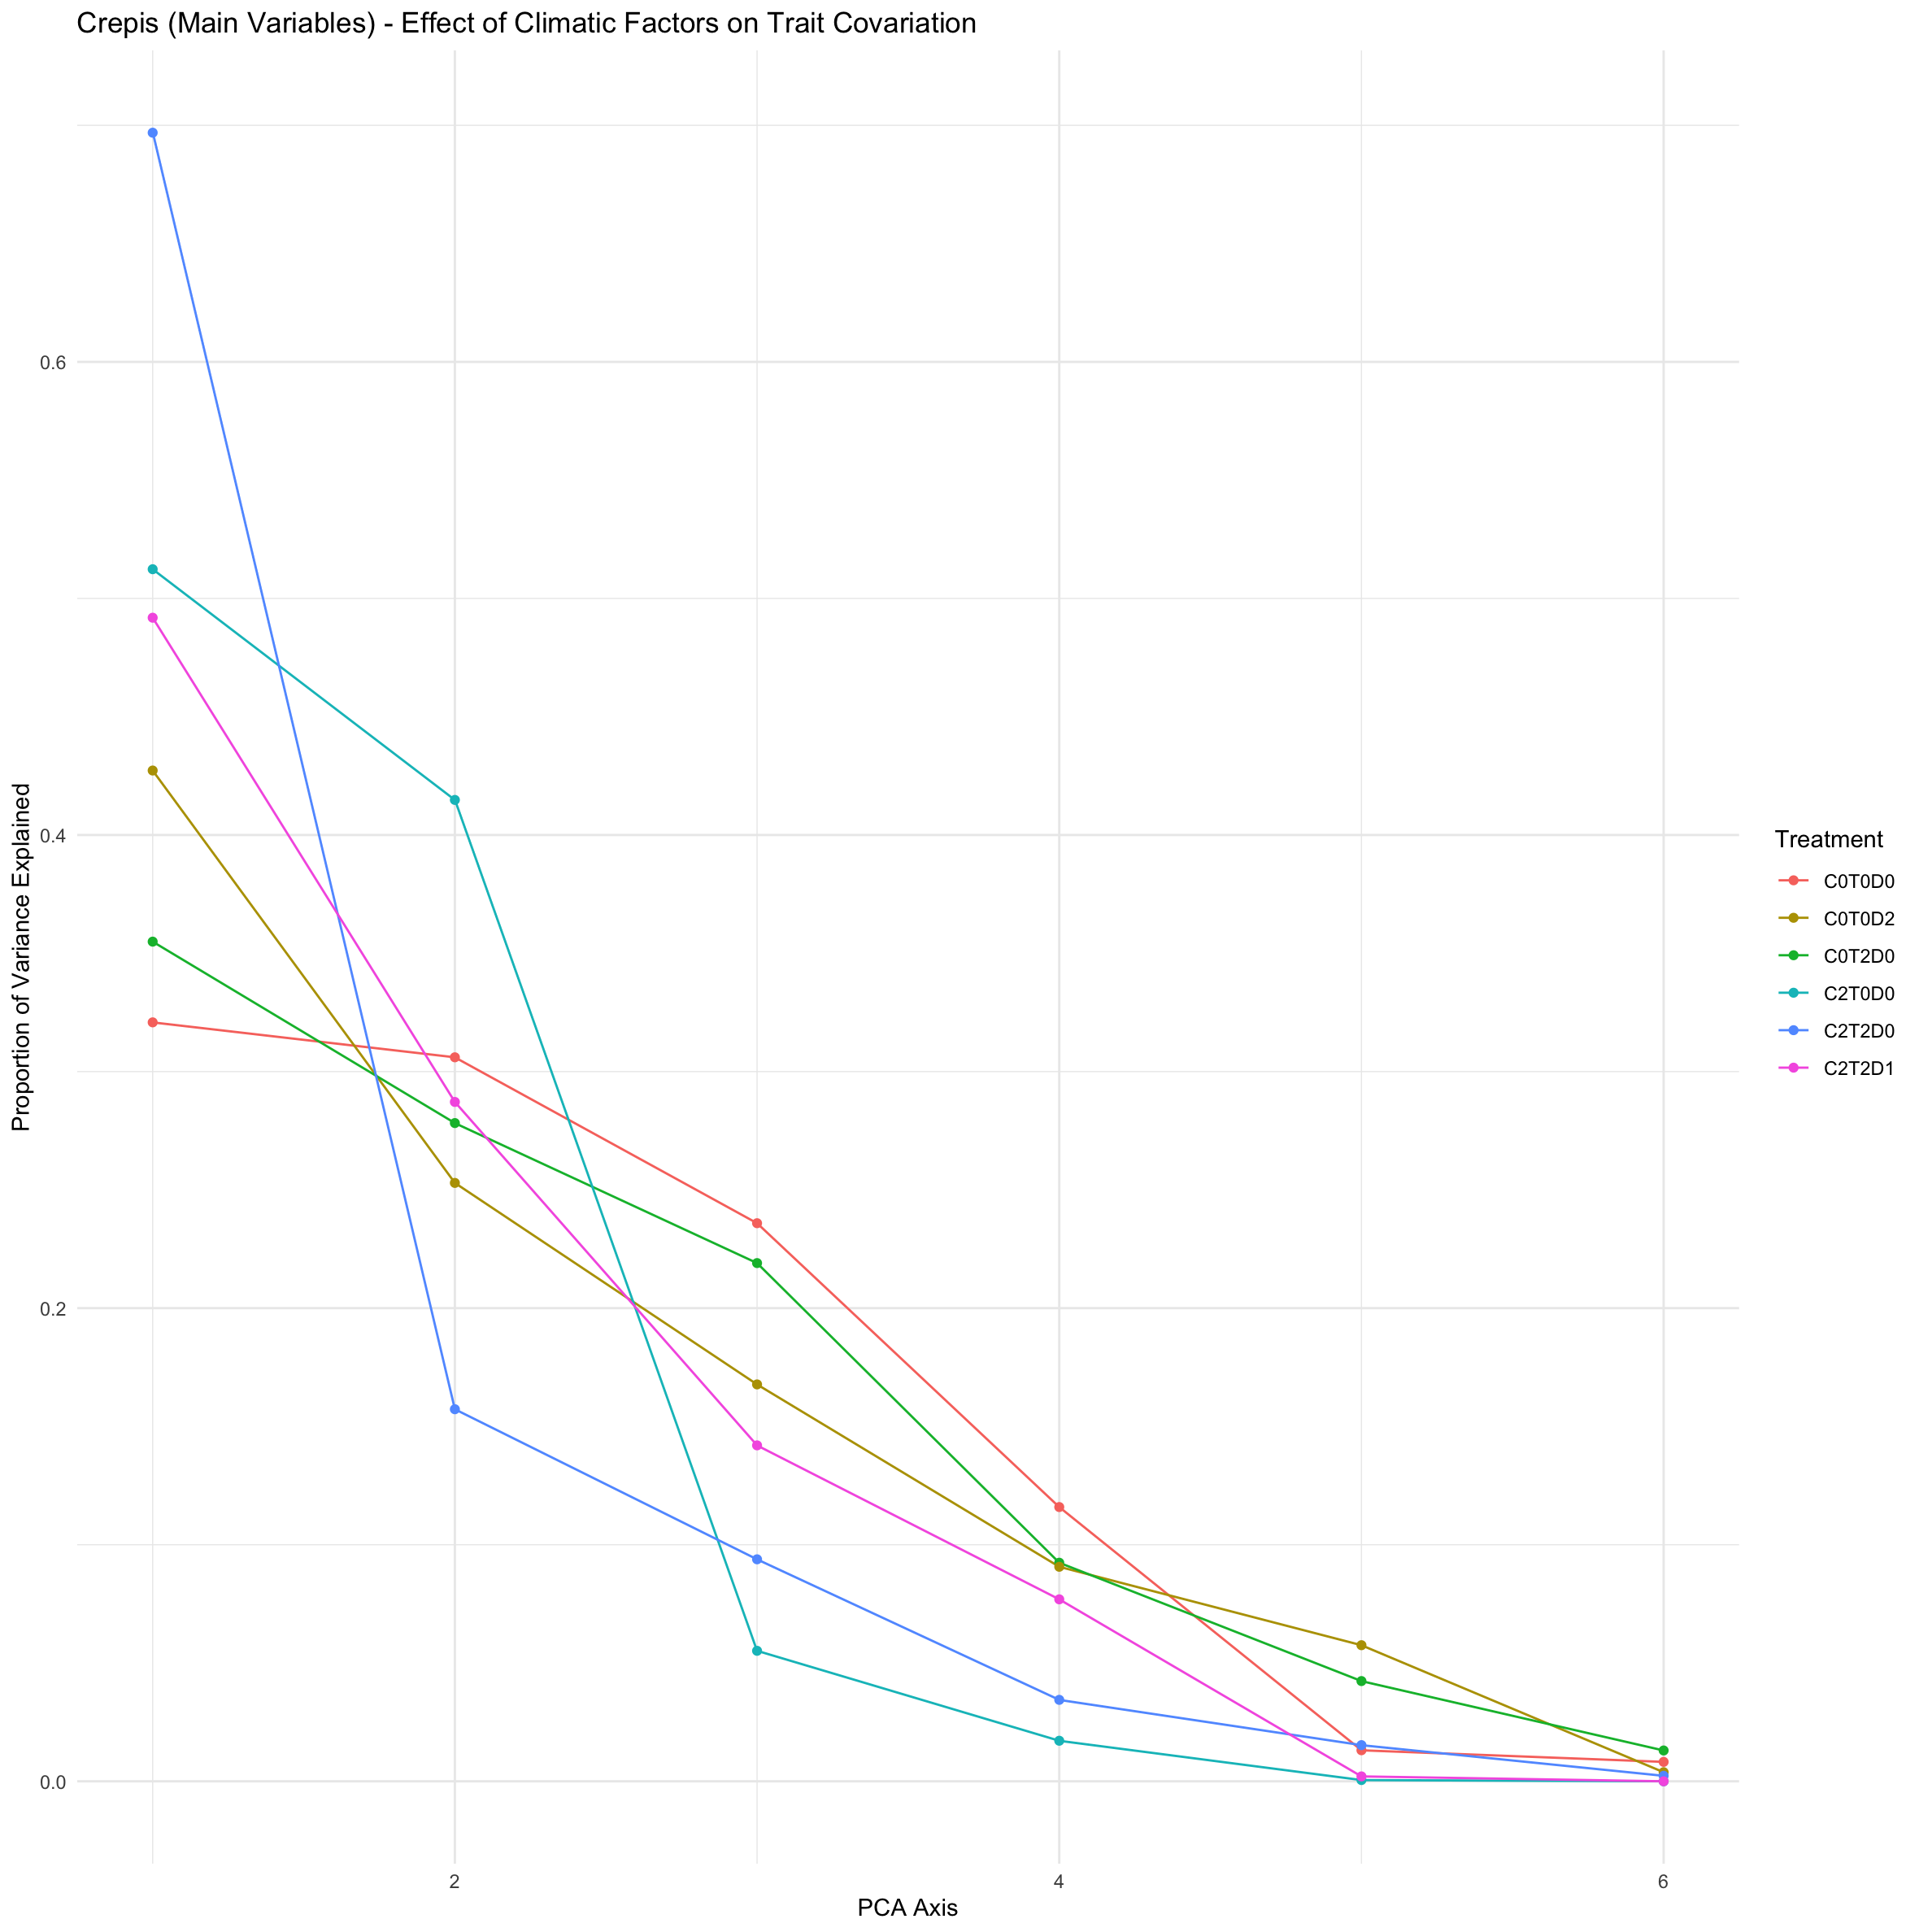 Crepis (Main Variables) - Effect of Climatic Factors on Trait Covariation
Proportion of Variance Explained
0.6
0.4
0.2
0.0
2
4
6
PCA Axis
Treatment
C0T0D0
C0T0D2
C0T2D0
C2T0D0
C2T2D0
C2T2D1